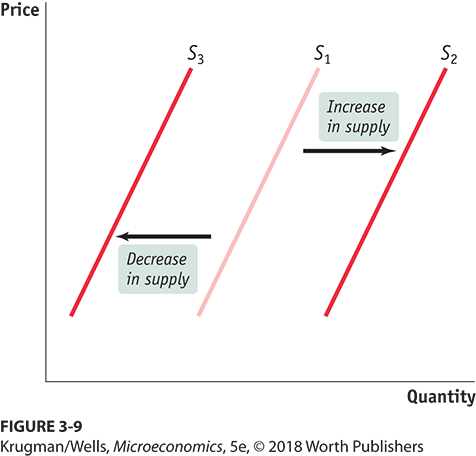 Price
S3
S1
S2
Increase
in supply
Decrease
in supply
Quantity
FIGURE 3-9
Krugman/Wells, Microeconomics, 5e, © 2018 Worth Publishers